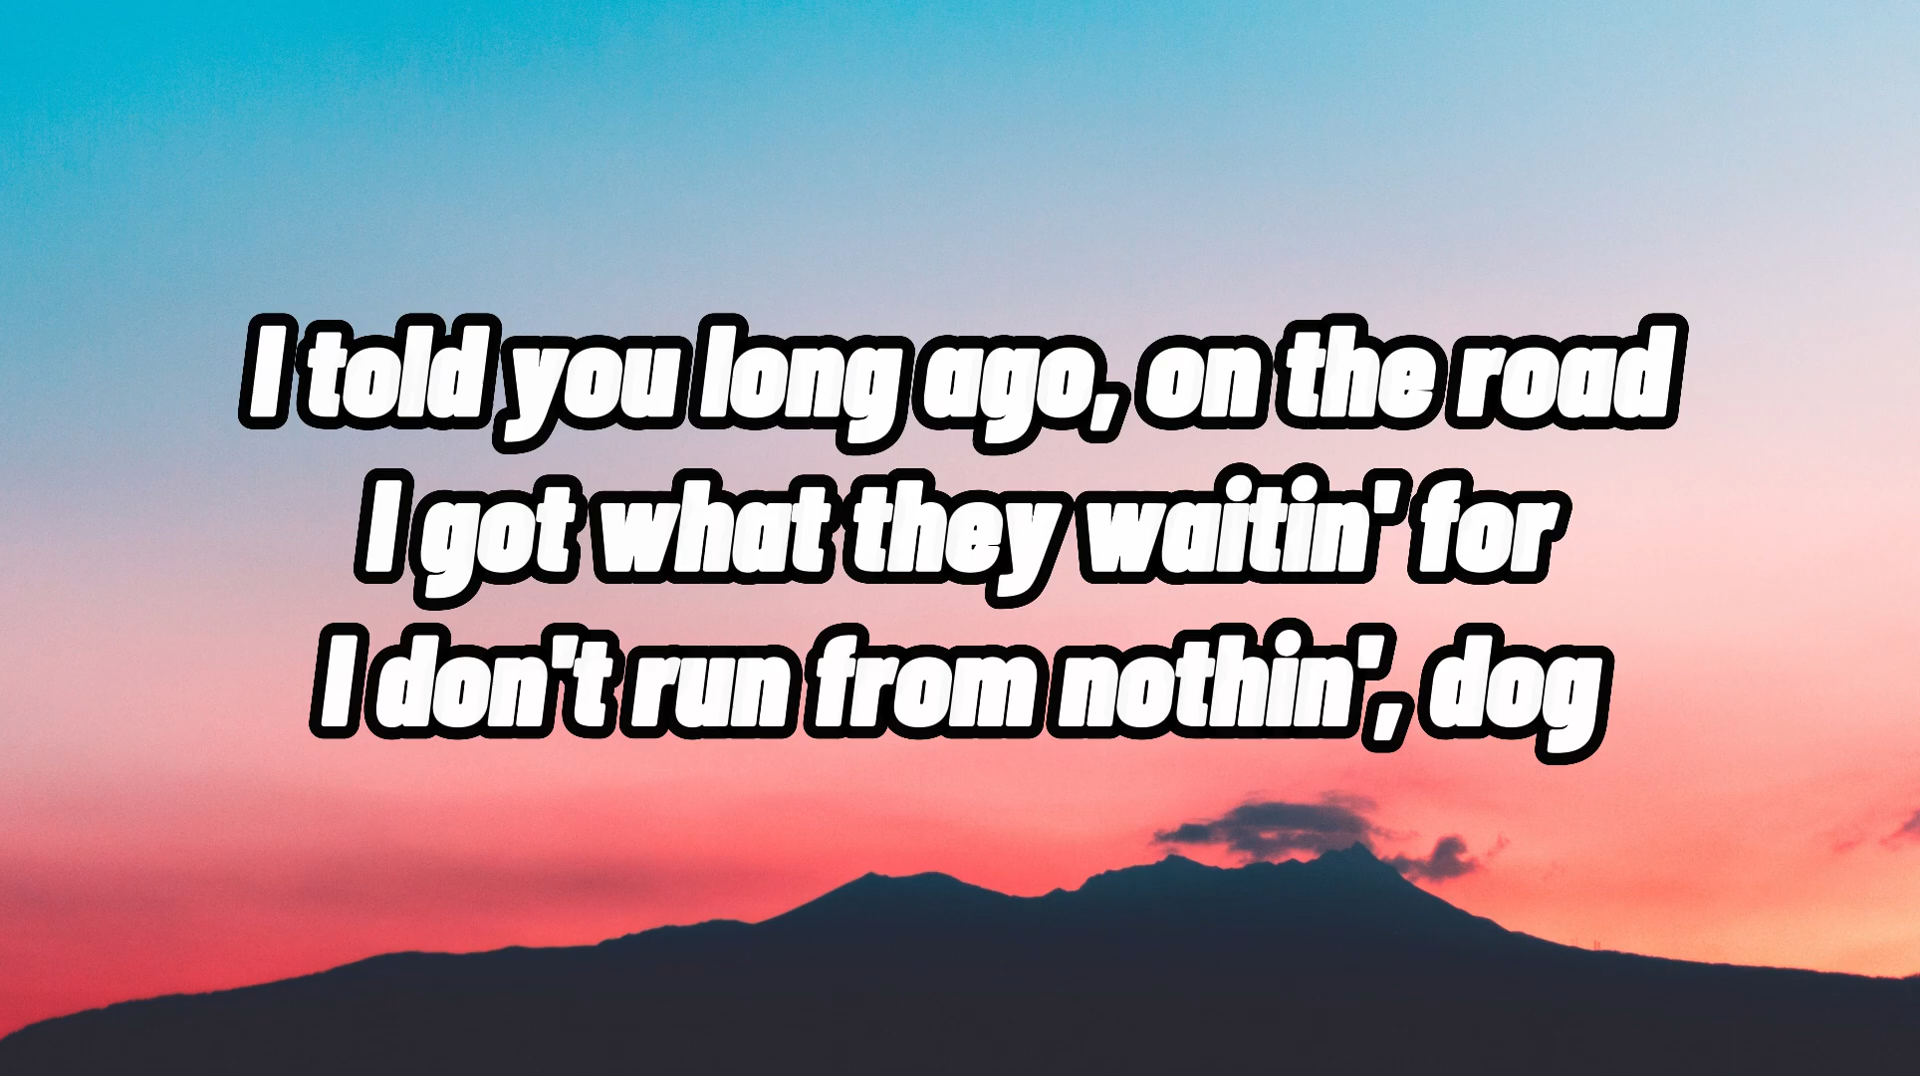 I told you long ago, on the road
I got what they waitin' for
I don't run from nothin', dog